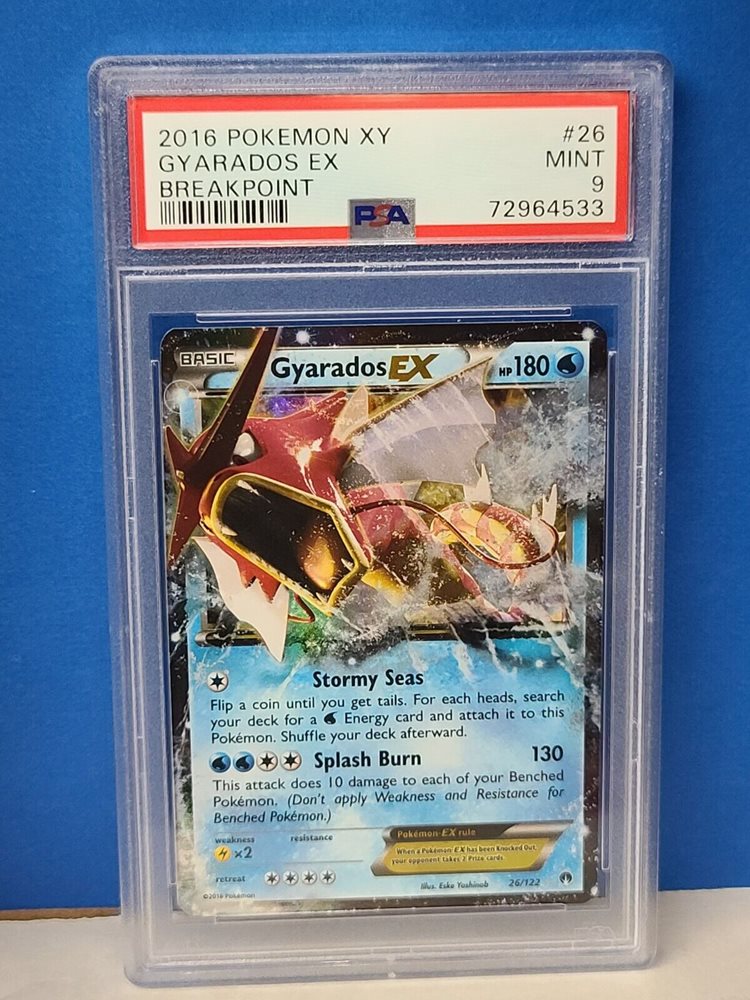 2016 POKEMON XY #26
GYARADOS EX MINT
BREAKPOINT 9
PSA 72964533
BASIC Gyarados EX HP 180
Stormy Seas
Flip a coin until you get tails. For each heads, search
your deck for a Energy card and attach it to this
Pokémon. Shuffle your deck afterward.
Splash Burn 130
This attack does 10 damage to each of your Benched
Pokémon. (Don't apply Weakness and Resistance for
Benched Pokémon.)
weakness resistance Pokémon-EX rule
×2 When a Pokémon-EX has been Knocked Out,
your opponent takes 2 Prize cards.
retreat
©2016 Pokémon Illus. Eske Yoshinob 26/122